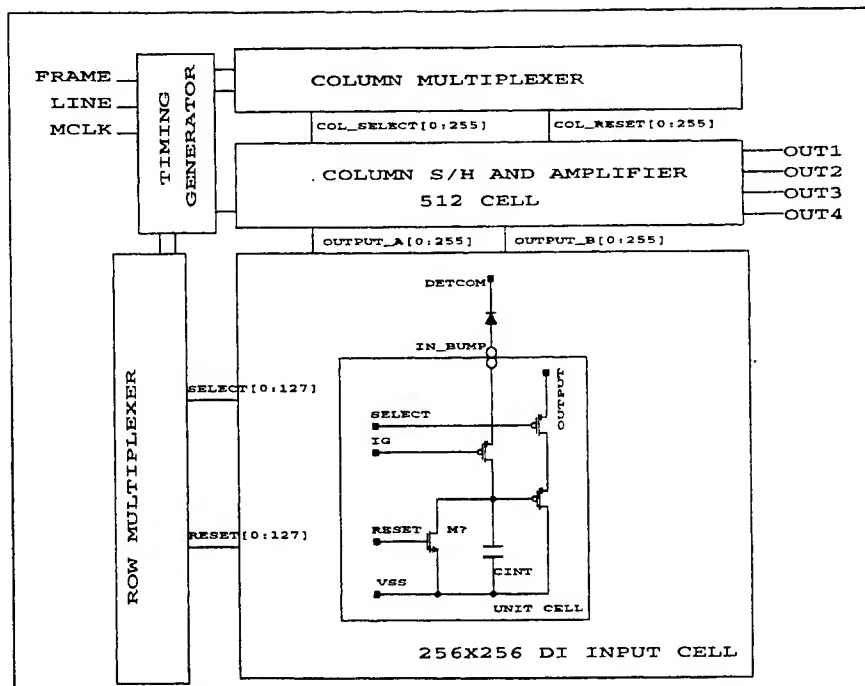 FRAME
LINE
MCLK
TIMING GENERATOR
COLUMN MULTIPLEXER
COL_SELECT[0:255]
COL_RESET[0:255]
COLUMN S/H AND AMPLIFIER
512 CELL
OUT1
OUT2
OUT3
OUT4
OUTPUT_A[0:255]
OUTPUT_B[0:255]
ROW MULTIPLEXER
SELECT[0:127]
RESET[0:127]
DETCOM
IN_BUMP
OUTPUT
SELECT
IG
RESET
M?
CINT
VSS
UNIT CELL
256X256 DI INPUT CELL